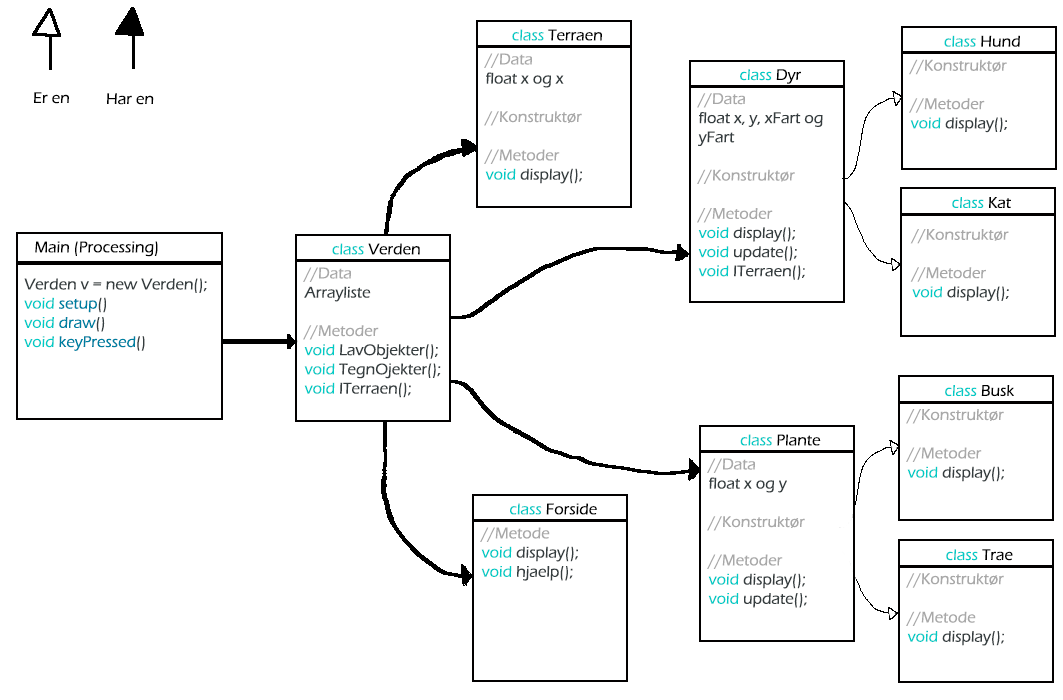 Er en
Har en
Main (Processing)
Verden v = new Verden();
void setup()
void draw()
void keyPressed()
class Verden
//Data
Arrayliste
//Metoder
void LavObjekter();
void TegnOjekter();
void ITerraen();
class Terraen
//Data
float x og x
//Konstruktør
//Metoder
void display();
class Forside
//Metode
void display();
void hjaelp();
class Dyr
//Data
float x, y, xFart og
yFart
//Konstruktør
//Metoder
void display();
void update();
void ITerraen();
class Plante
//Data
float x og y
//Konstruktør
//Metoder
void display();
void update();
class Hund
//Konstruktør
//Metoder
void display();
class Kat
//Konstruktør
//Metoder
void display();
class Busk
//Konstruktør
//Metoder
void display();
class Trae
//Konstruktør
//Metode
void display();